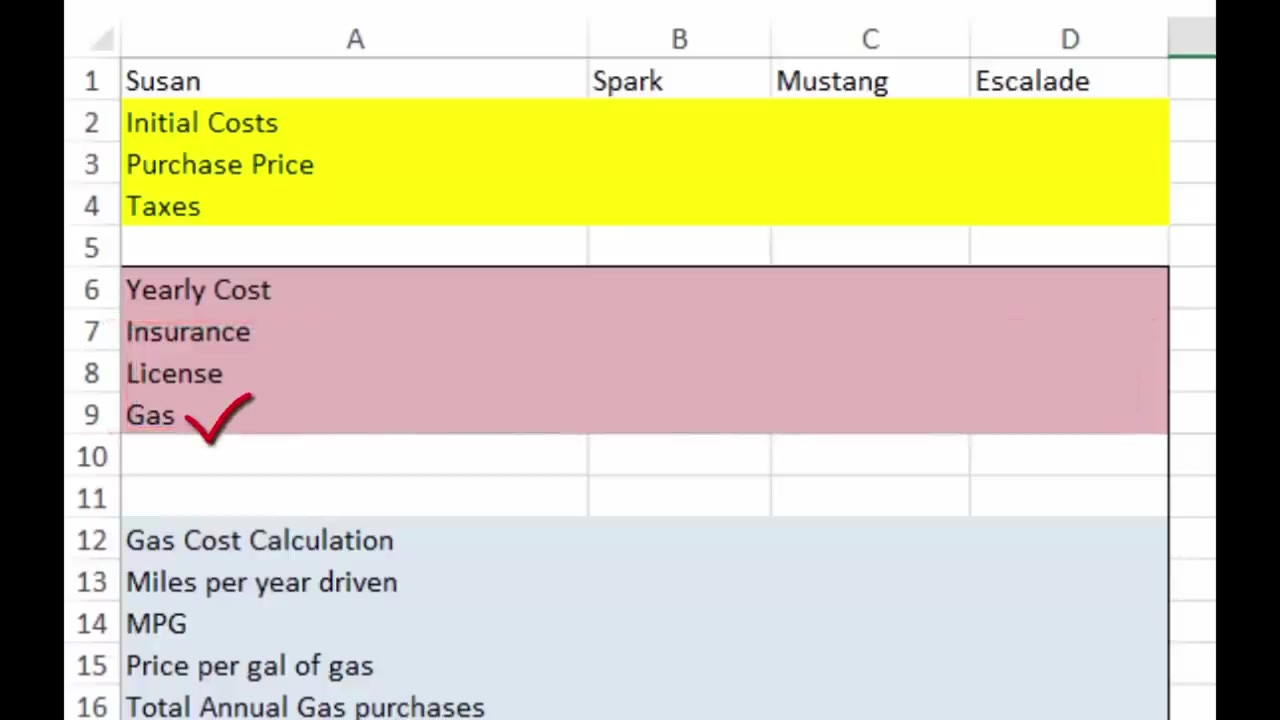 A B C D
1 Susan Spark Mustang Escalade
2 Initial Costs
3 Purchase Price
4 Taxes
5
6 Yearly Cost
7 Insurance
8 License
9 Gas
10
11
12 Gas Cost Calculation
13 Miles per year driven
14 MPG
15 Price per gal of gas
16 Total Annual Gas purchases